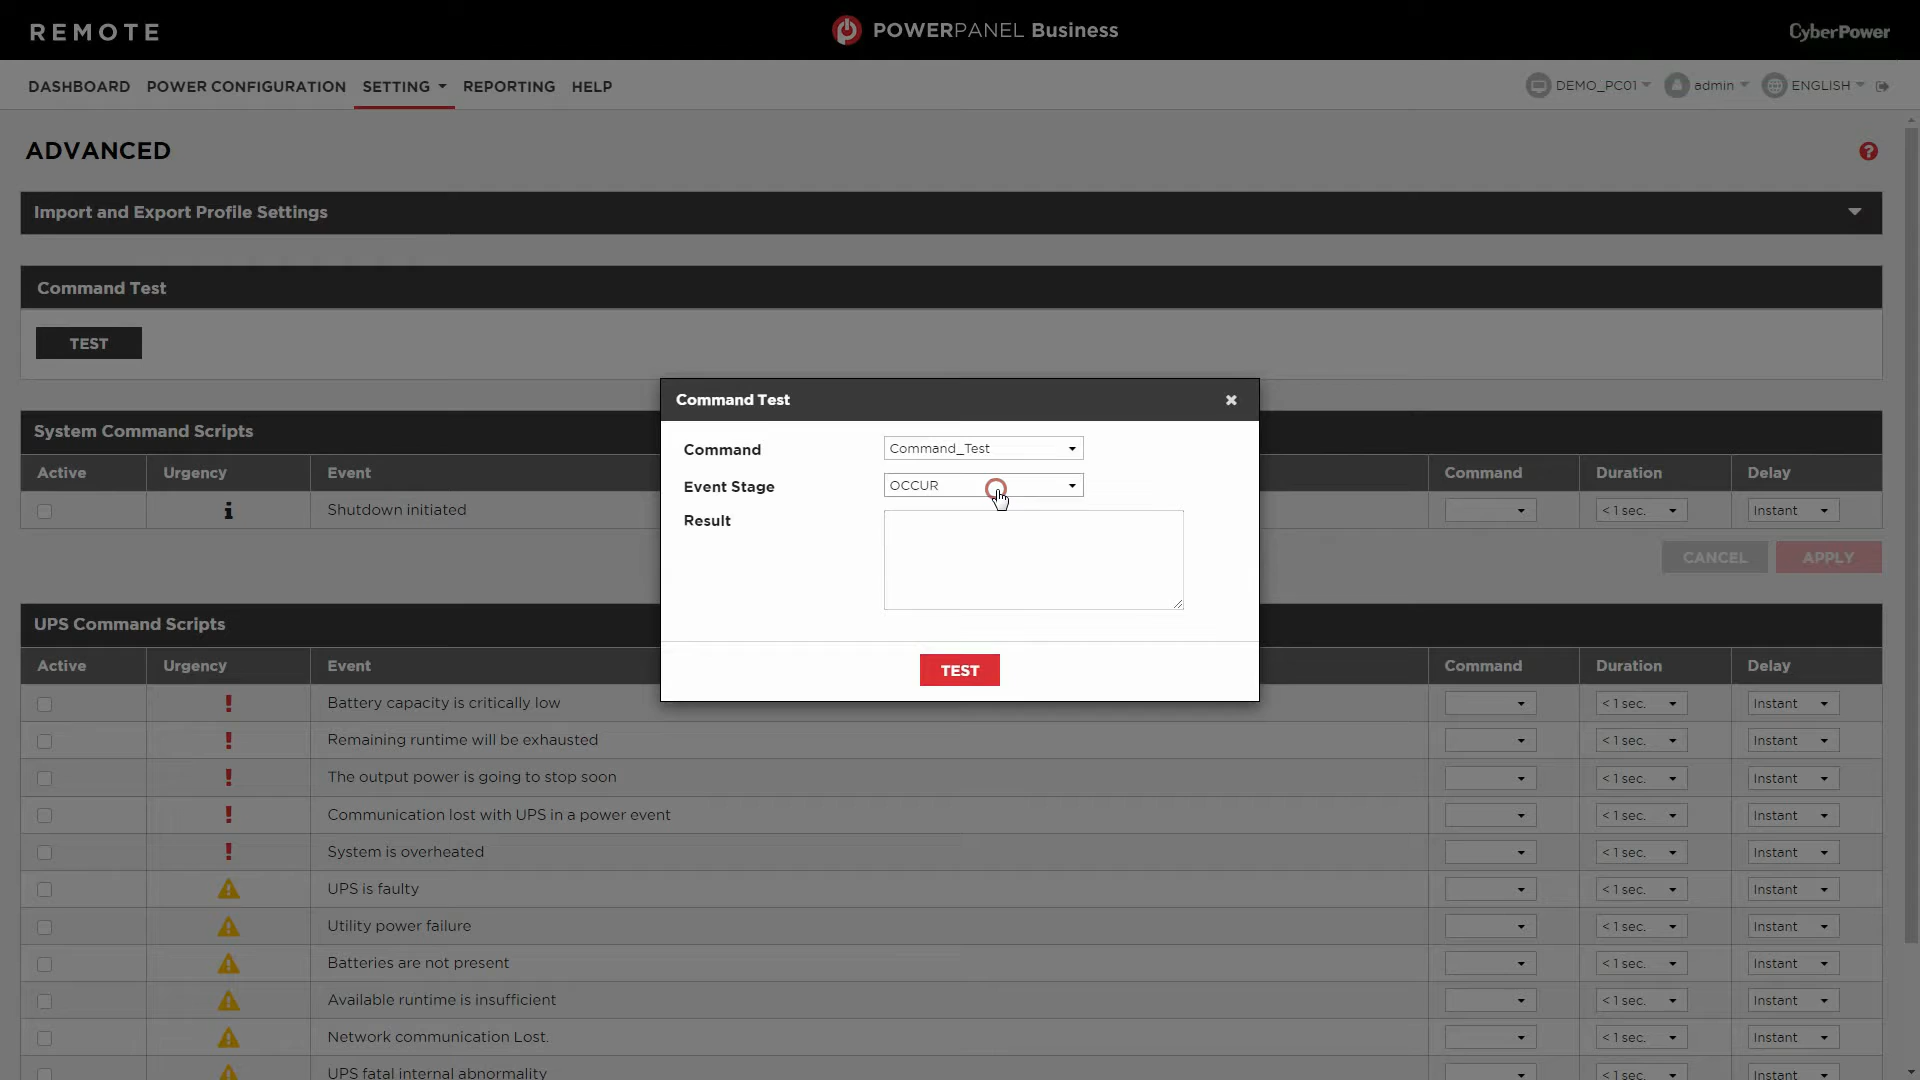 REMOTE
POWERPANEL Business
CyberPower
DASHBOARD POWER CONFIGURATION SETTING REPORTING HELP
DEMO_PC01 admin ENGLISH
ADVANCED
?
Import and Export Profile Settings
Command Test
TEST
Command Test
Command Command_Test
Event Stage OCCUR
Result
TEST
System Command Scripts
Active Urgency Event Command Duration Delay
Shutdown initiated < 1 sec. Instant
CANCEL APPLY
UPS Command Scripts
Active Urgency Event Command Duration Delay
! Battery capacity is critically low < 1 sec. Instant
! Remaining runtime will be exhausted < 1 sec. Instant
! The output power is going to stop soon < 1 sec. Instant
! Communication lost with UPS in a power event < 1 sec. Instant
! System is overheated < 1 sec. Instant
UPS is faulty < 1 sec. Instant
Utility power failure < 1 sec. Instant
Batteries are not present < 1 sec. Instant
Available runtime is insufficient < 1 sec. Instant
Network communication Lost. < 1 sec. Instant
UPS fatal internal abnormality < 1 sec. Instant